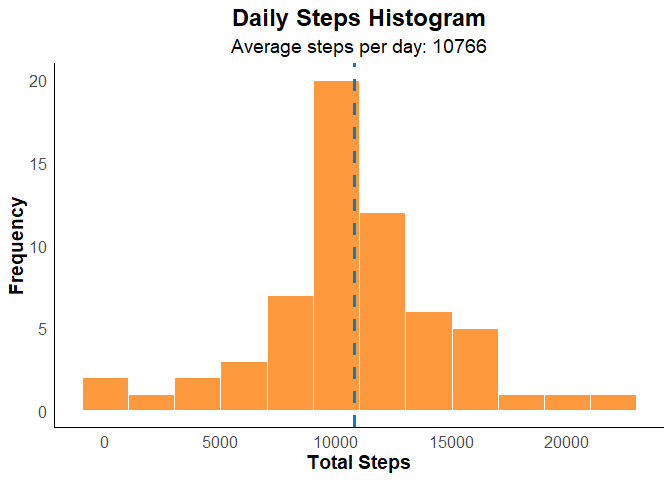 Daily Steps Histogram
Average steps per day: 10766
20
15
10
5
0
Frequency
0 5000 10000 15000 20000
Total Steps